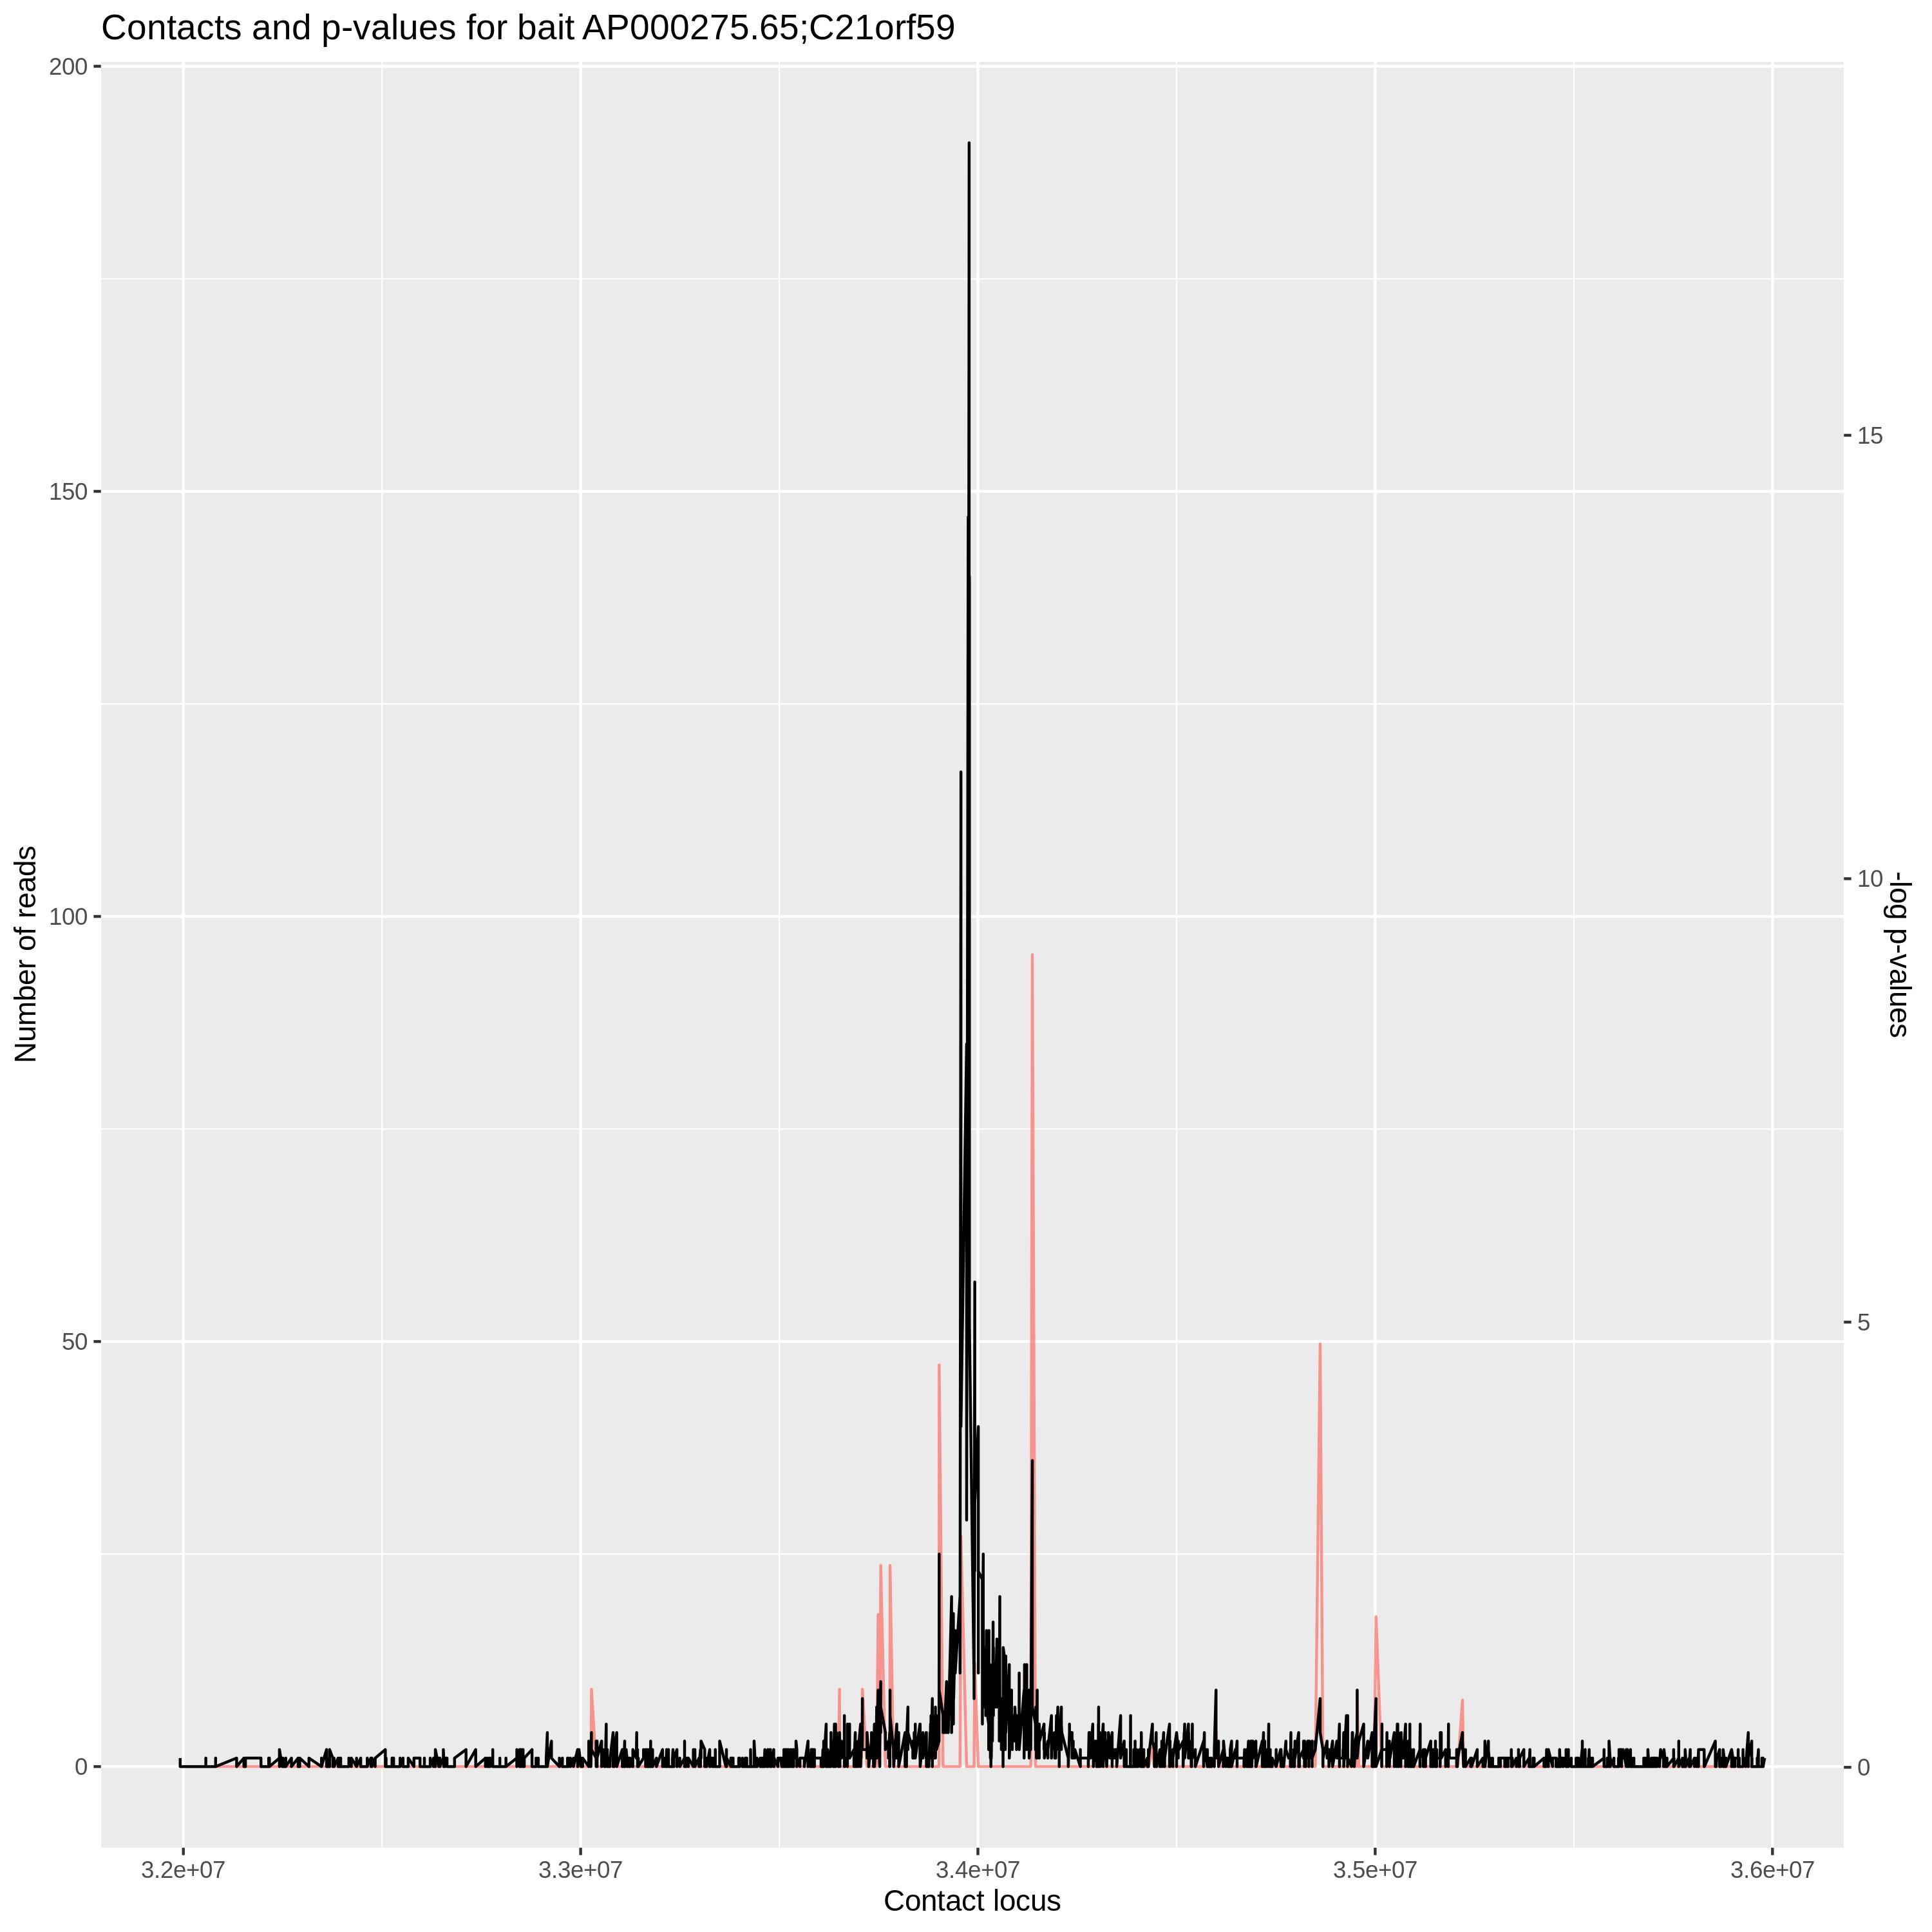 Contacts and p-values for bait AP000275.65;C21orf59
200
150
100
50
0
Number of reads
15
10
5
0
-log p-values
3.2e+07
3.3e+07
3.4e+07
3.5e+07
3.6e+07
Contact locus